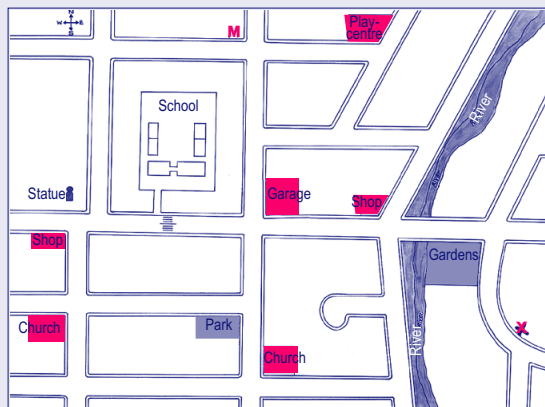 N
W E
S
M
Play-
centre
River
School
Statue
Garage
Shop
Shop
Gardens
Church
Park
River
Church